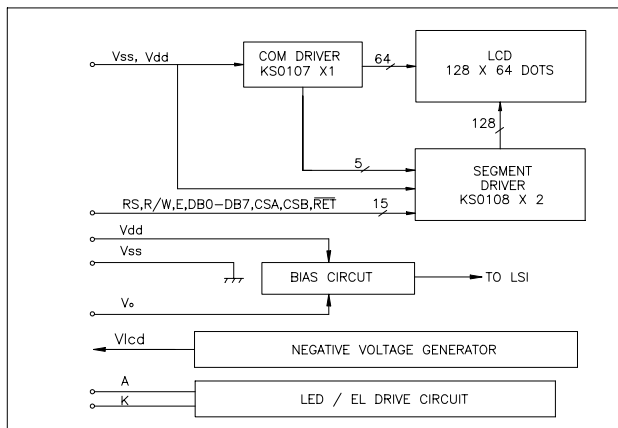 Vss, Vdd
COM DRIVER
KS0107 X1
64
LCD
128 X 64 DOTS
128
5
SEGMENT
DRIVER
KS0108 X 2
RS,R/W,E,DB0-DB7,CSA,CSB,R̅E̅T̅
15
Vdd
Vss
BIAS CIRCUT
TO LSI
Vo
Vlcd
NEGATIVE VOLTAGE GENERATOR
A
K
LED / EL DRIVE CIRCUIT